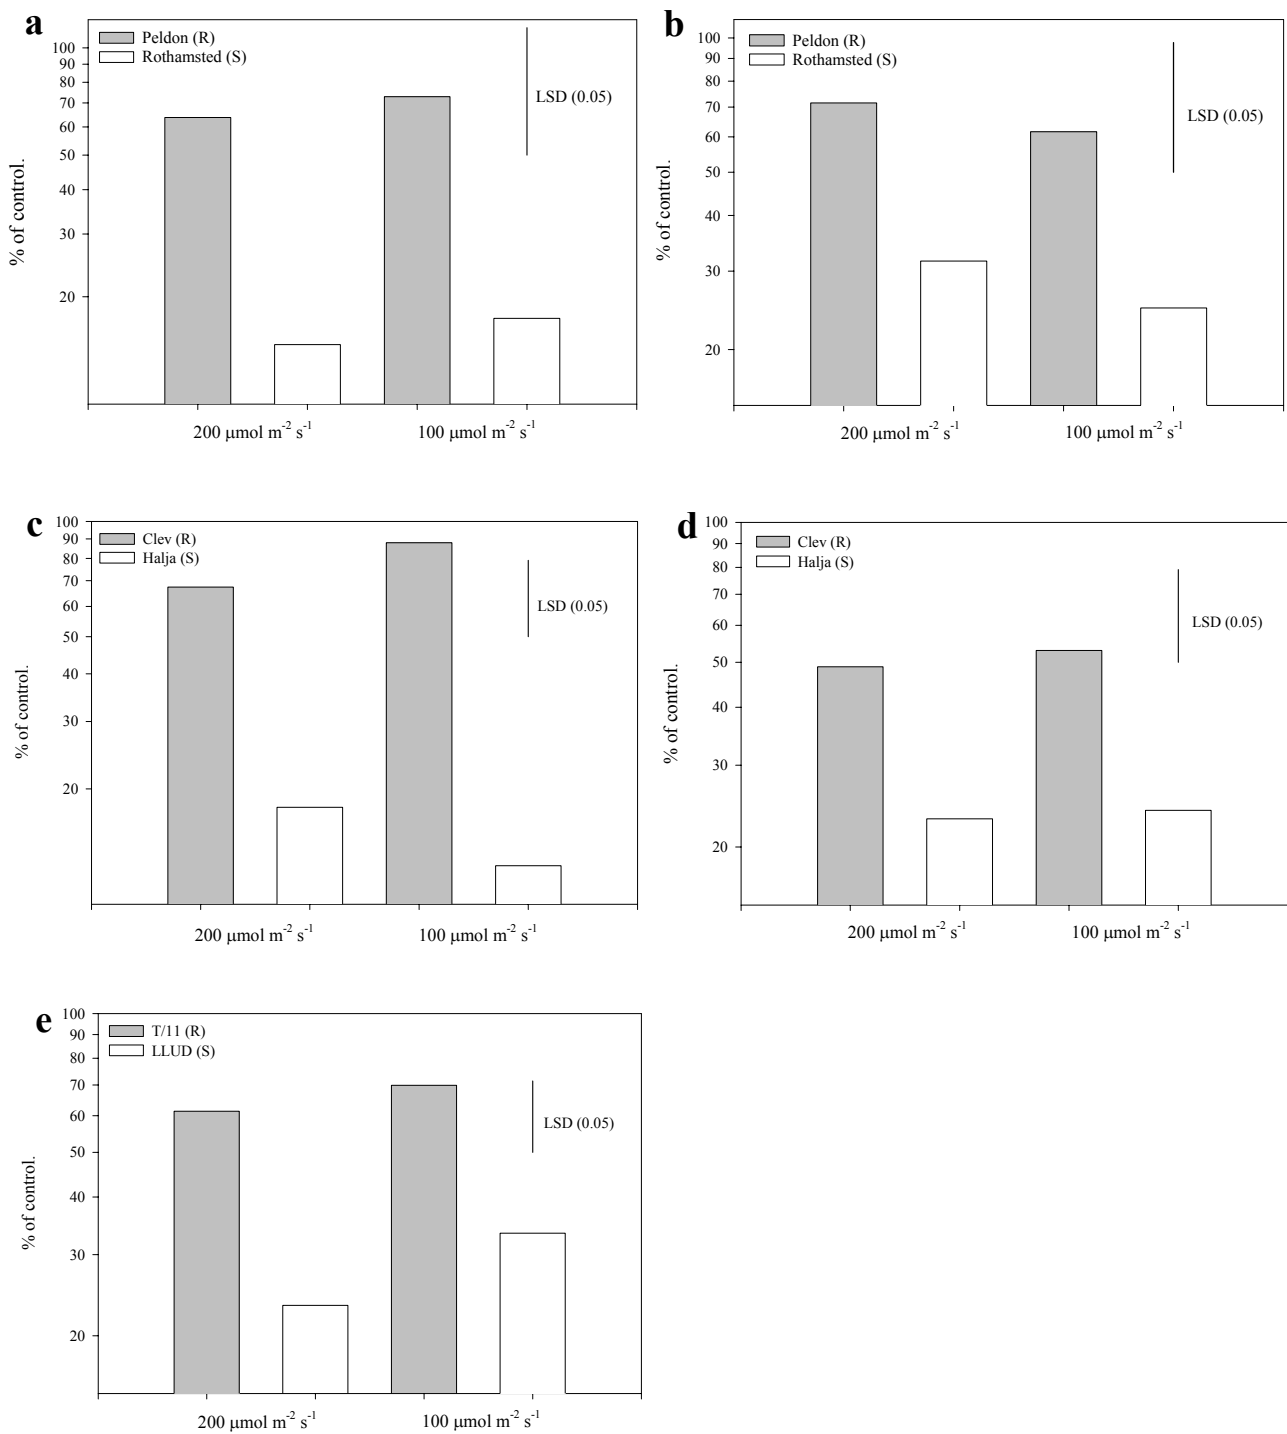 a
Peldon (R)
Rothamsted (S)
100
90
80
70
60
50
40
30
20
% of control.
LSD (0.05)
200 μmol m-2 s-1
100 μmol m-2 s-1
b
Peldon (R)
Rothamsted (S)
100
90
80
70
60
50
40
30
20
% of control.
LSD (0.05)
200 μmol m-2 s-1
100 μmol m-2 s-1
c
Clev (R)
Halja (S)
100
90
80
70
60
50
40
30
20
% of control.
LSD (0.05)
200 μmol m-2 s-1
100 μmol m-2 s-1
d
Clev (R)
Halja (S)
100
90
80
70
60
50
40
30
20
% of control.
LSD (0.05)
200 μmol m-2 s-1
100 μmol m-2 s-1
e
T/11 (R)
LLUD (S)
100
90
80
70
60
50
40
30
20
% of control.
LSD (0.05)
200 μmol m-2 s-1
100 μmol m-2 s-1